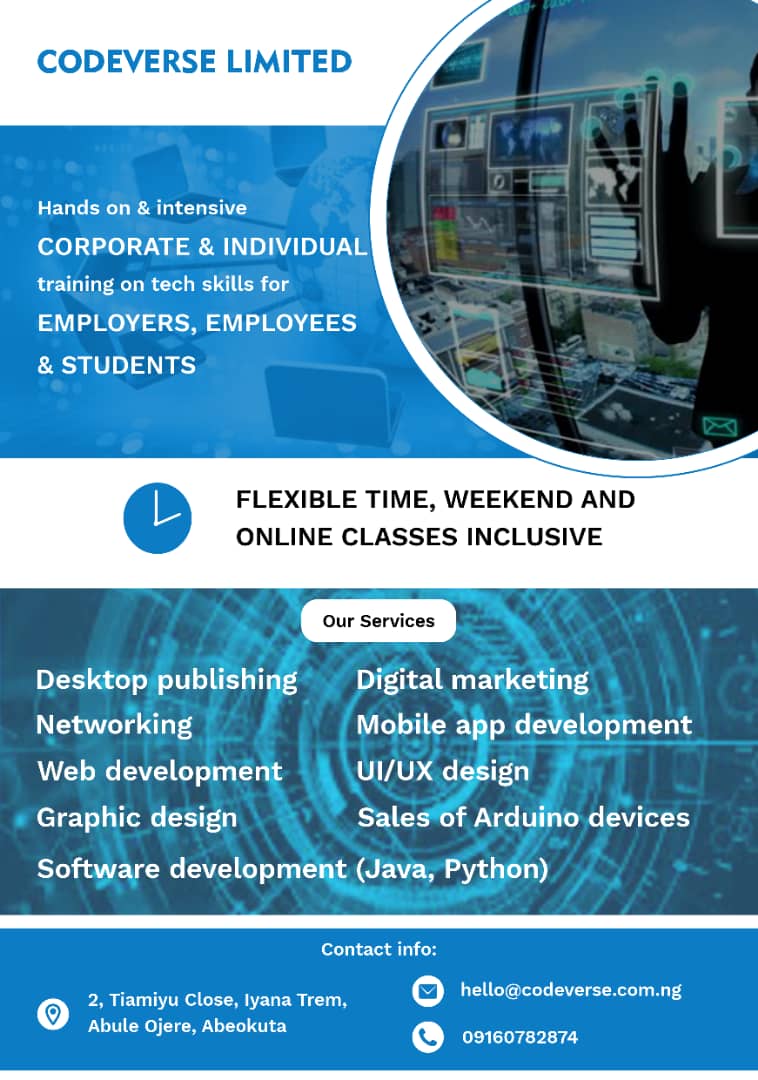 CODEVERSE LIMITED
Hands on & intensive
CORPORATE & INDIVIDUAL
training on tech skills for
EMPLOYERS, EMPLOYEES
& STUDENTS
FLEXIBLE TIME, WEEKEND AND
ONLINE CLASSES INCLUSIVE
Our Services
Desktop publishing
Networking
Web development
Graphic design
Digital marketing
Mobile app development
UI/UX design
Sales of Arduino devices
Software development (Java, Python)
Contact info:
2, Tiamiyu Close, Iyana Trem,
Abule Ojere, Abeokuta
hello@codeverse.com.ng
09160782874